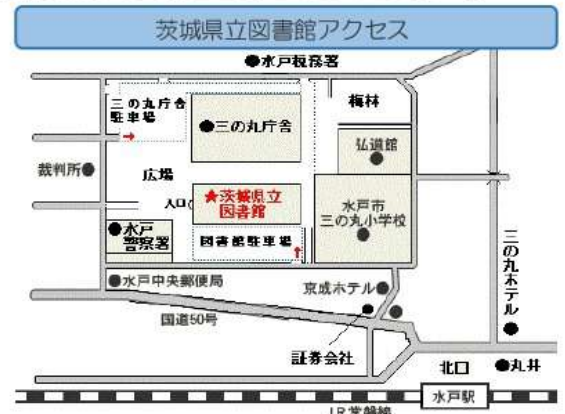 茨城県立図書館アクセス
●水戸税務署
三の丸庁舎
駐車場
梅林
●三の丸庁舎
弘道館
裁判所●
広場
入口
★茨城県立
図書館
水戸市
三の丸小学校
●水戸
警察署
図書館駐車場
三の丸ホテル●
●水戸中央郵便局
京成ホテル●
国道50号
証券会社
北口
●丸井
水戸駅
JR常磐線